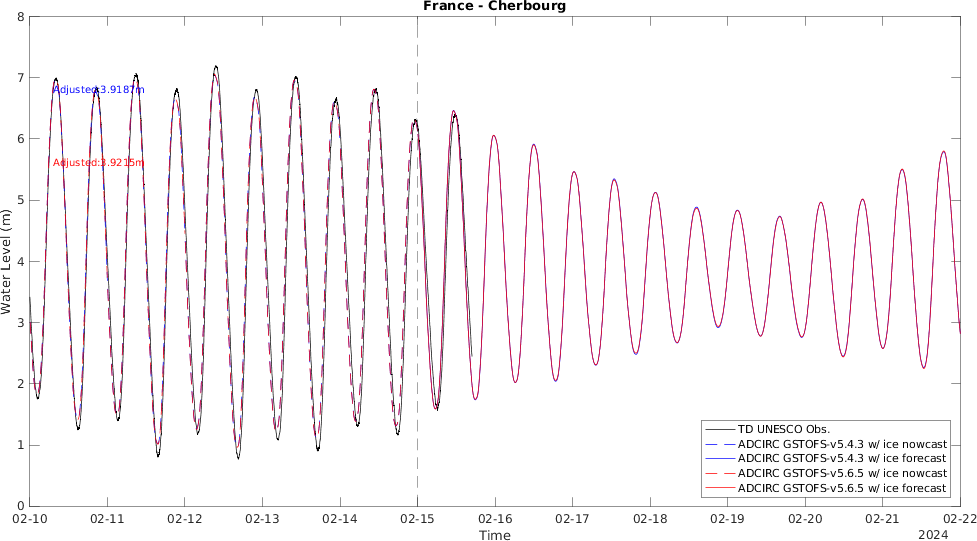 France - Cherbourg
8
7
6
5
4
3
2
1
0
Water Level (m)
Adjusted:3.9187m
Adjusted:3.9215m
TD UNESCO Obs.
ADCIRC GSTOFS-v5.4.3 w/ ice nowcast
ADCIRC GSTOFS-v5.4.3 w/ ice forecast
ADCIRC GSTOFS-v5.6.5 w/ ice nowcast
ADCIRC GSTOFS-v5.6.5 w/ ice forecast
02-10 02-11 02-12 02-13 02-14 02-15 02-16 02-17 02-18 02-19 02-20 02-21 02-22
Time
2024